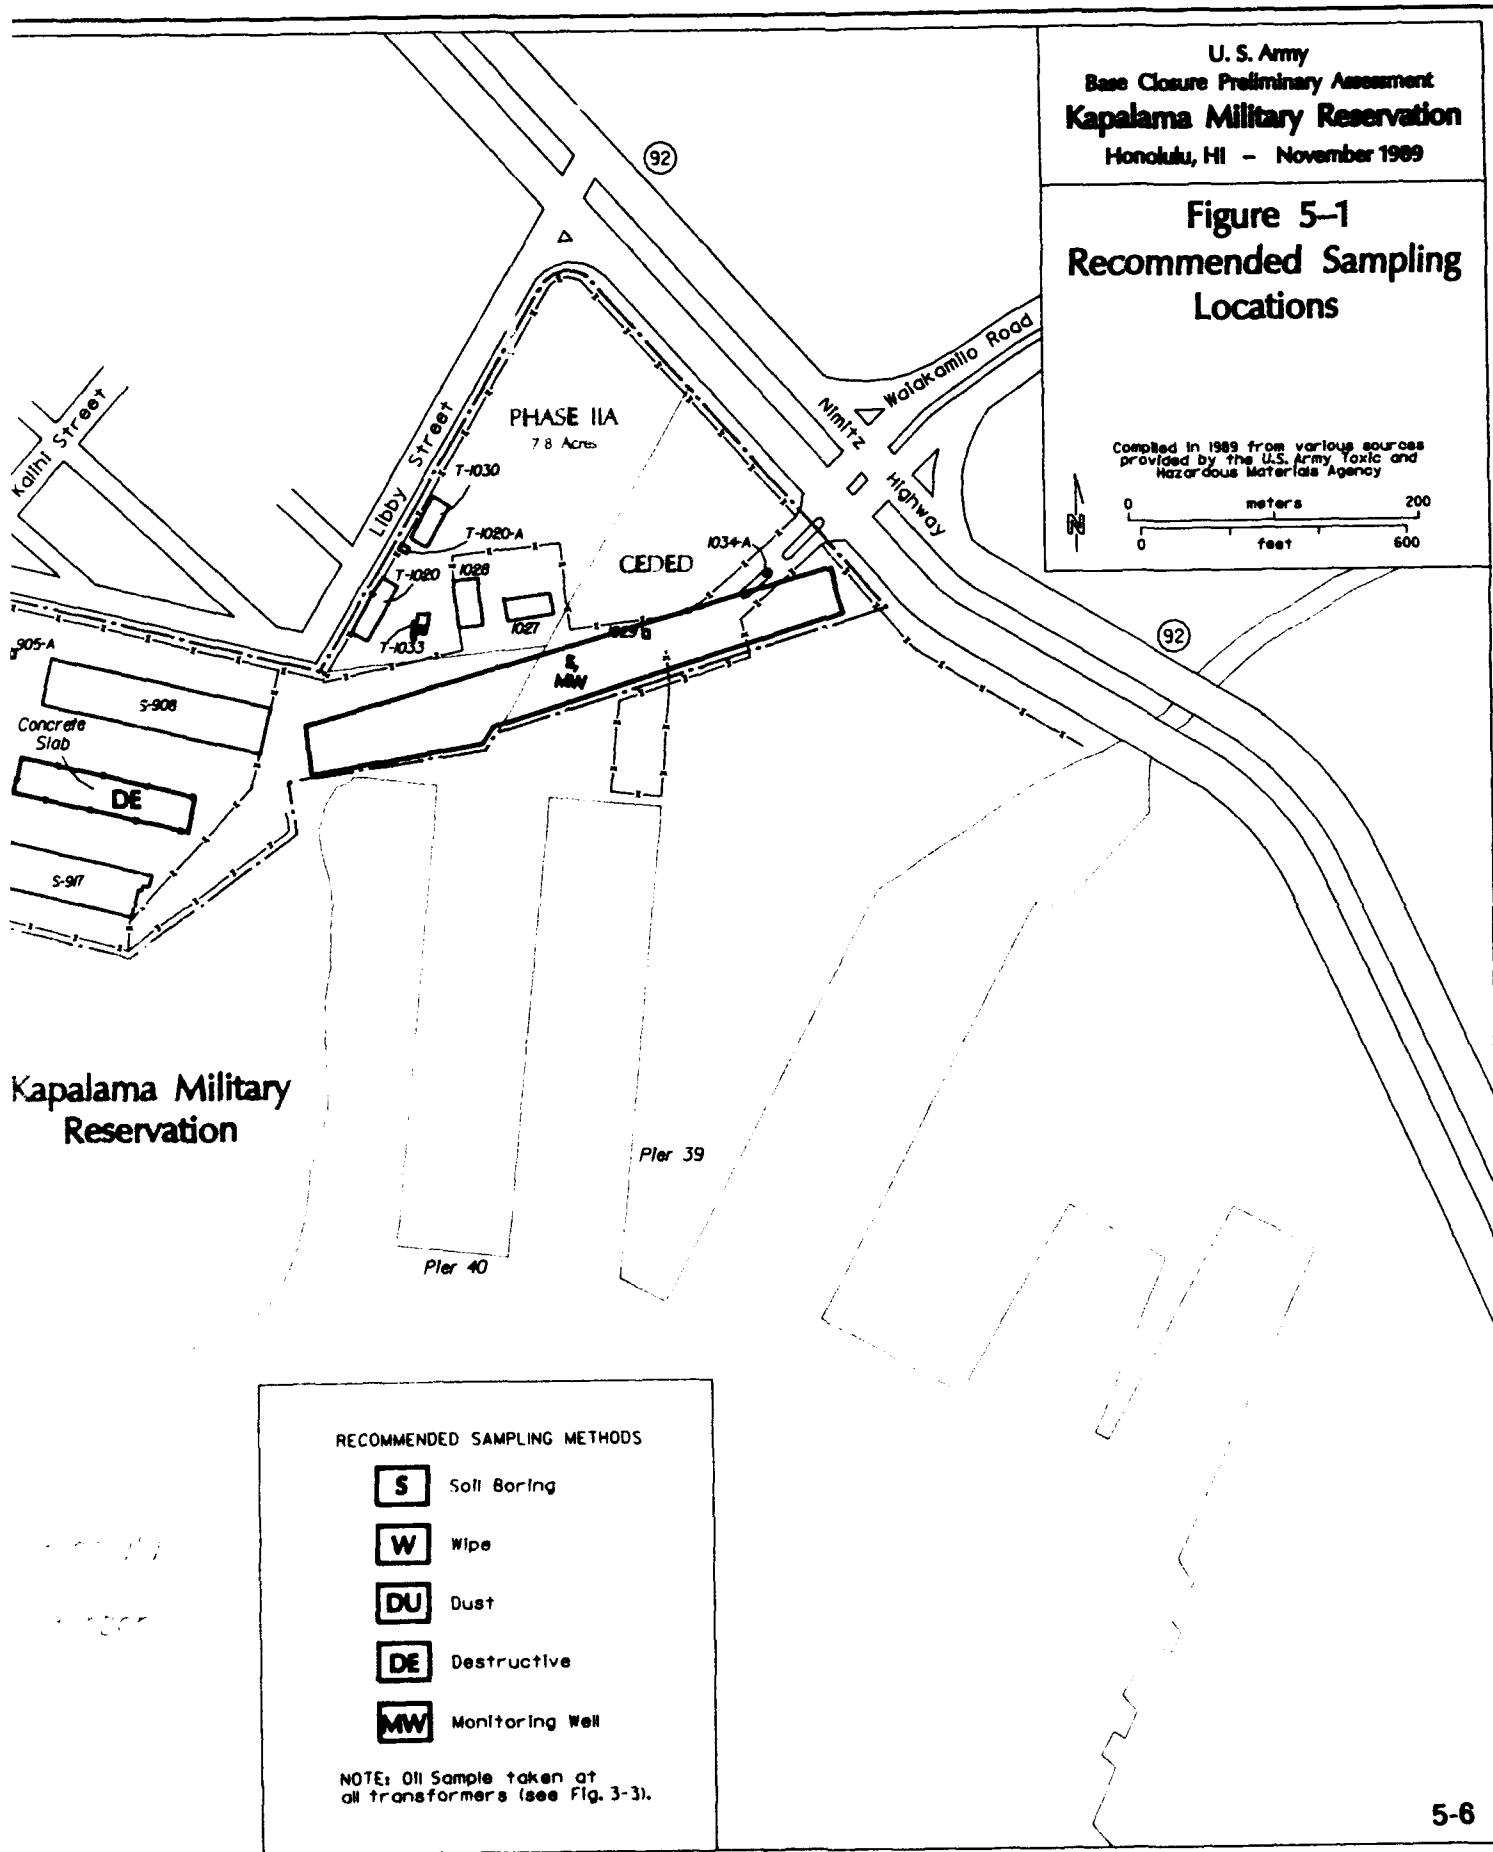 U. S. Army
Base Closure Preliminary Assessment
Kapalama Military Reservation
Honolulu, HI – November 1989
Figure 5–1
Recommended Sampling
Locations
Compiled in 1989 from various sources
provided by the U.S. Army Toxic and
Hazardous Materials Agency
0 meters 200
0 feet 600
N
92
Waiakamilo Road
Nimitz
Highway
92
Kalihi Street
Libby Street
PHASE IIA
7.8 Acres
T-1030
T-1020-A
T-1020
1028
CEDED
1034-A
1027
1029
T-1033
S,
MW
905-A
S-908
Concrete
Slab
DE
S-917
Kapalama Military
Reservation
Pier 39
Pier 40
RECOMMENDED SAMPLING METHODS
S Soil Boring
W Wipe
DU Dust
DE Destructive
MW Monitoring Well
NOTE: Oil Sample taken at
all transformers (see Fig. 3-3).
5-6